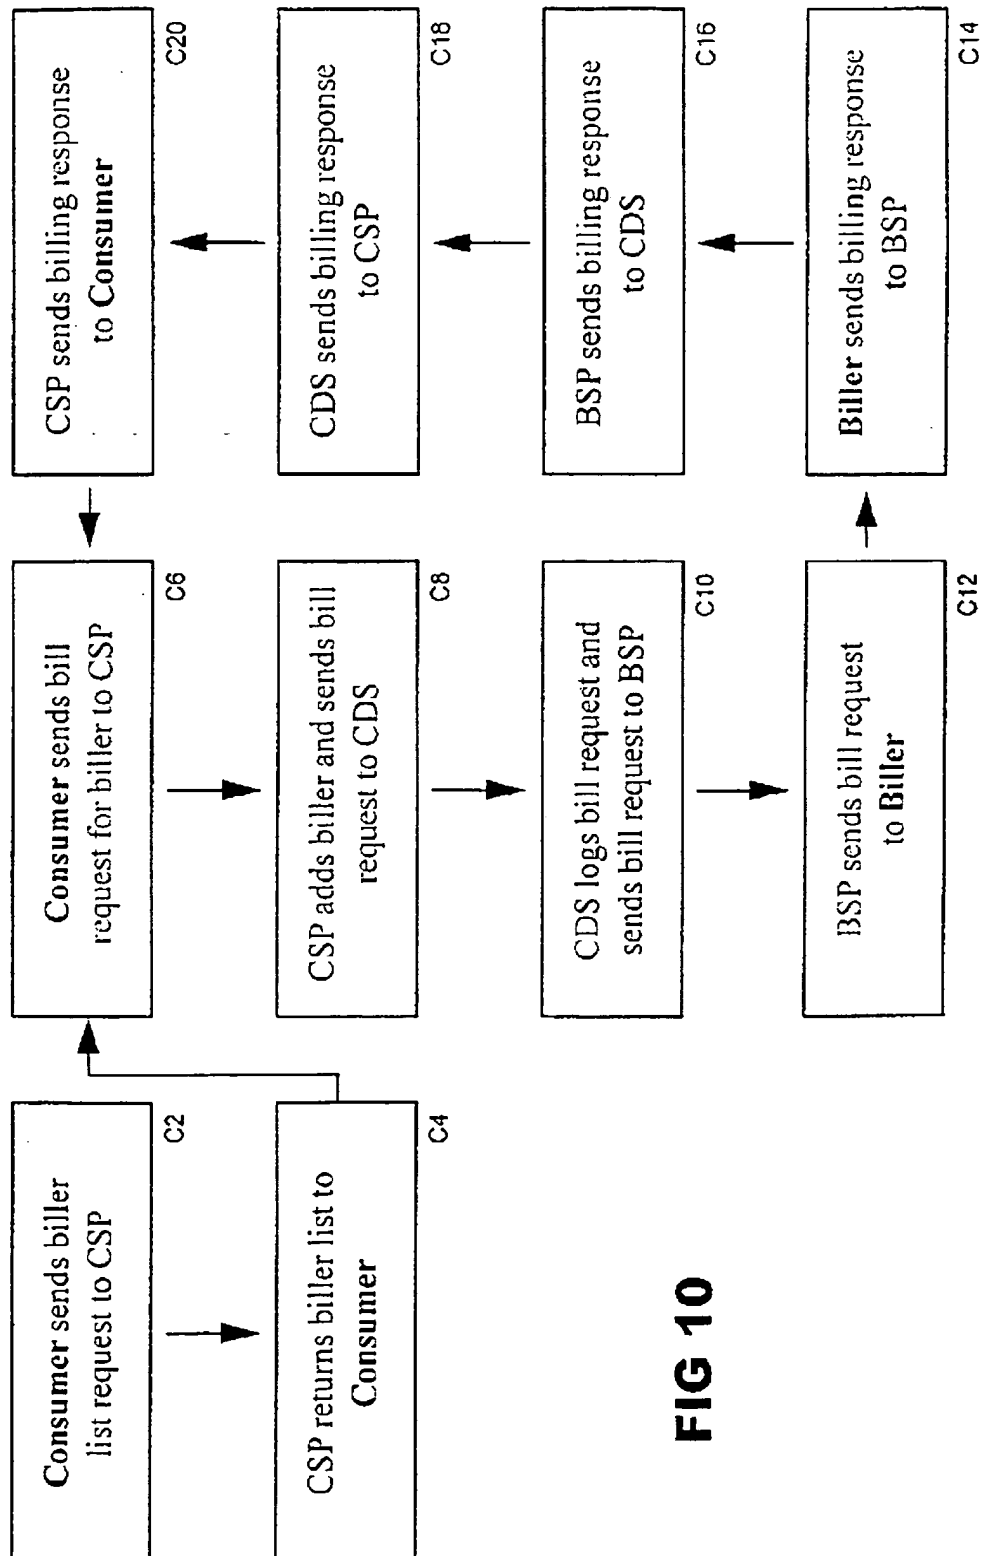 Consumer sends biller
list request to CSP
C2
CSP returns biller list to
Consumer
C4
Consumer sends bill
request for biller to CSP
C6
CSP adds biller and sends bill
request to CDS
C8
CDS logs bill request and
sends bill request to BSP
C10
BSP sends bill request
to Biller
C12
Biller sends billing response
to BSP
C14
BSP sends billing response
to CDS
C16
CDS sends billing response
to CSP
C18
CSP sends billing response
to Consumer
C20
FIG 10